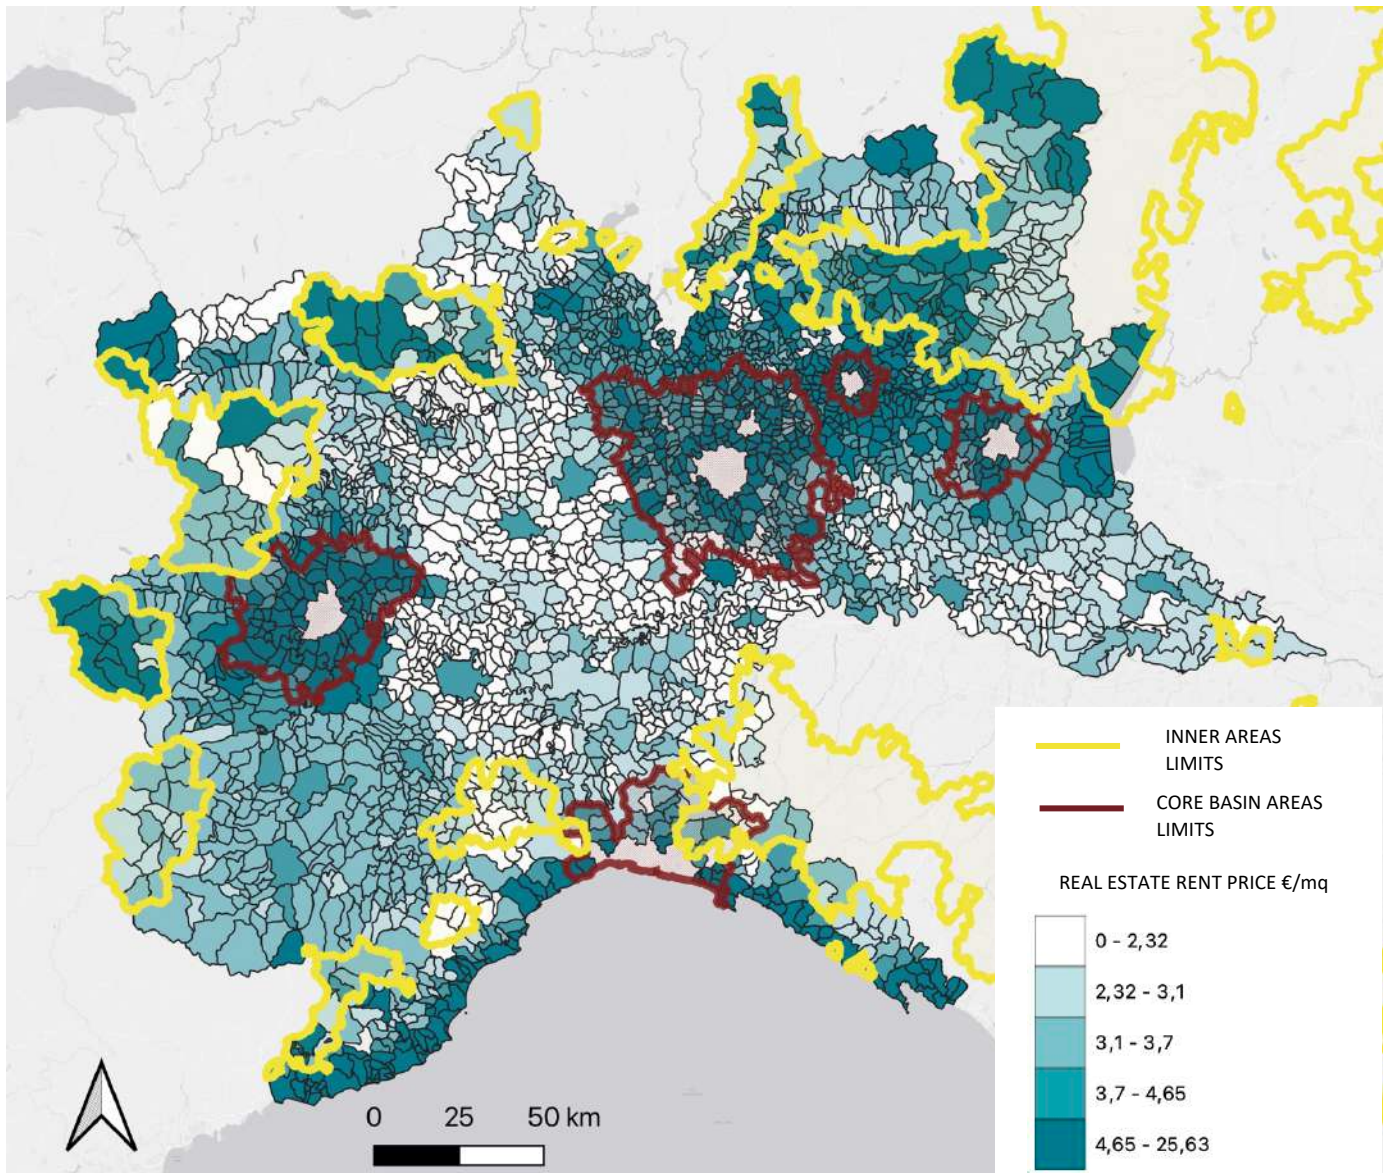 INNER AREAS
LIMITS
CORE BASIN AREAS
LIMITS
REAL ESTATE RENT PRICE €/mq
0 - 2,32
2,32 - 3,1
3,1 - 3,7
3,7 - 4,65
4,65 - 25,63
0 25 50 km